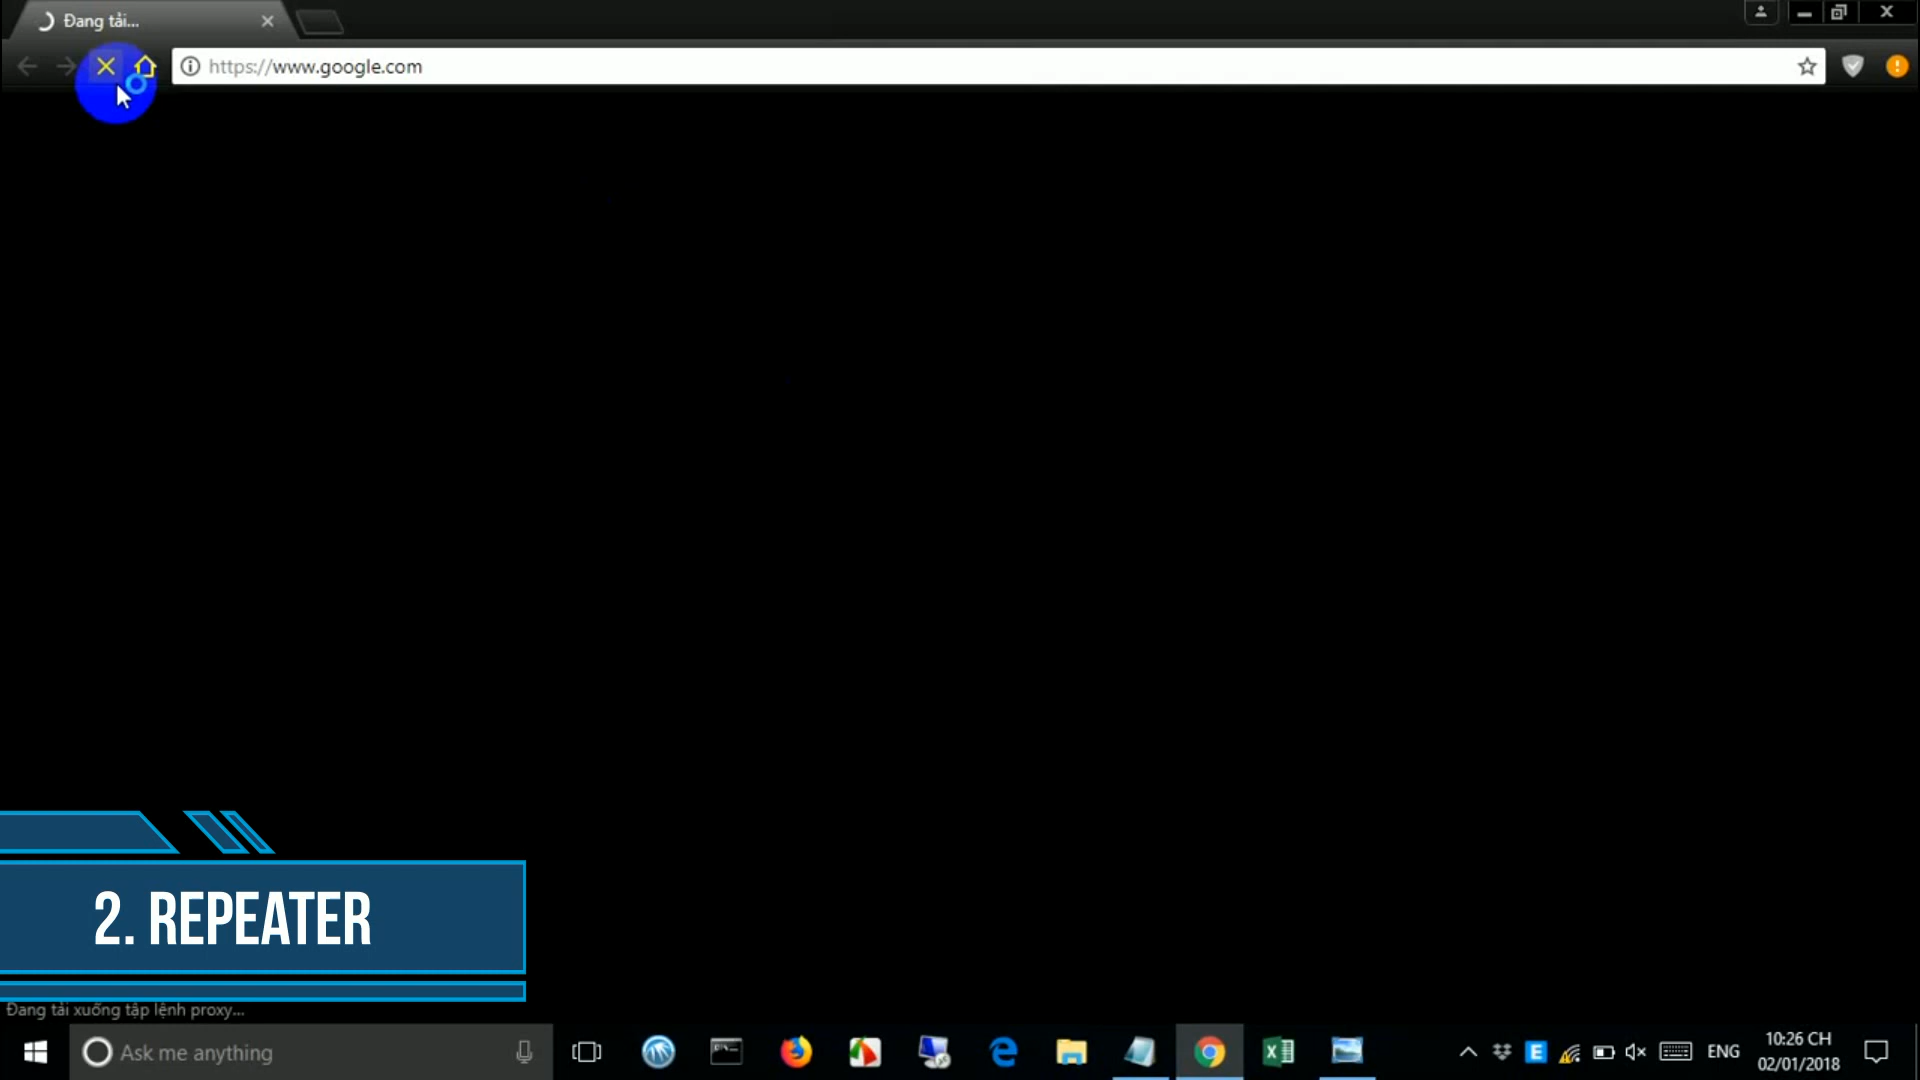 Đang tải...
https://www.google.com
2. REPEATER
Đang tải xuống tập lệnh proxy...
Ask me anything
ENG
10:26 CH
02/01/2018